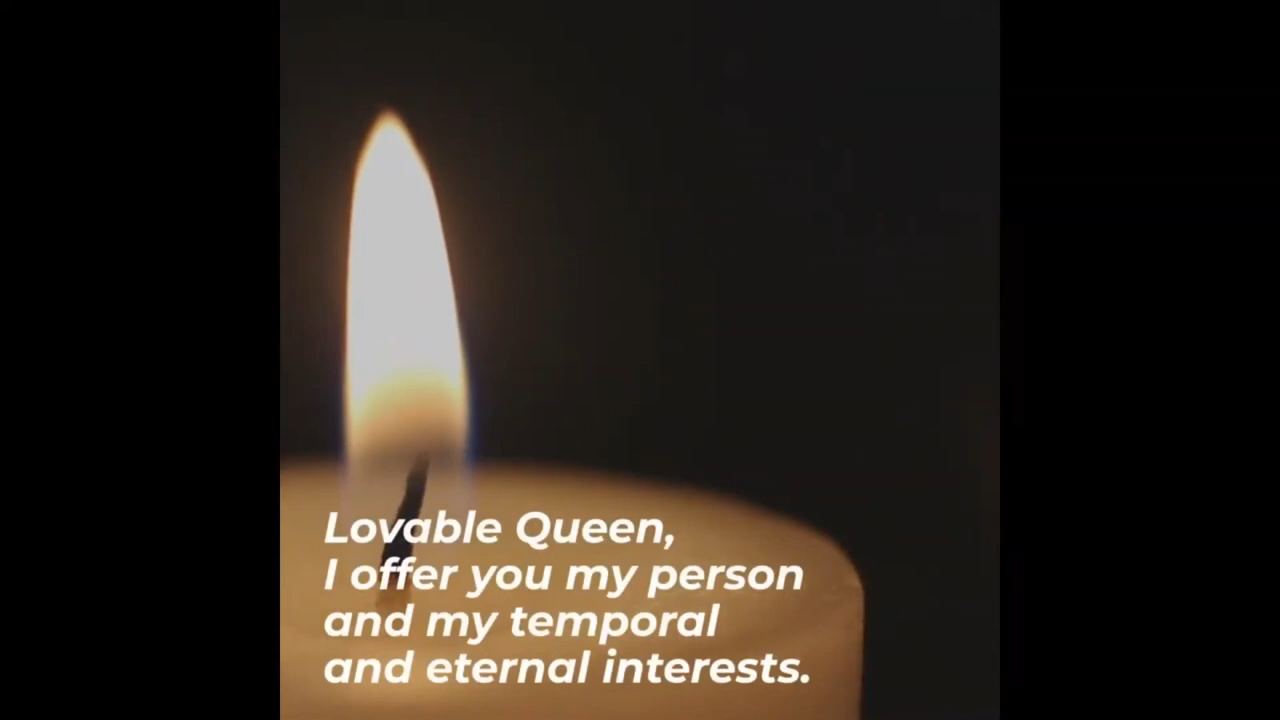 Lovable Queen,
I offer you my person
and my temporal
and eternal interests.